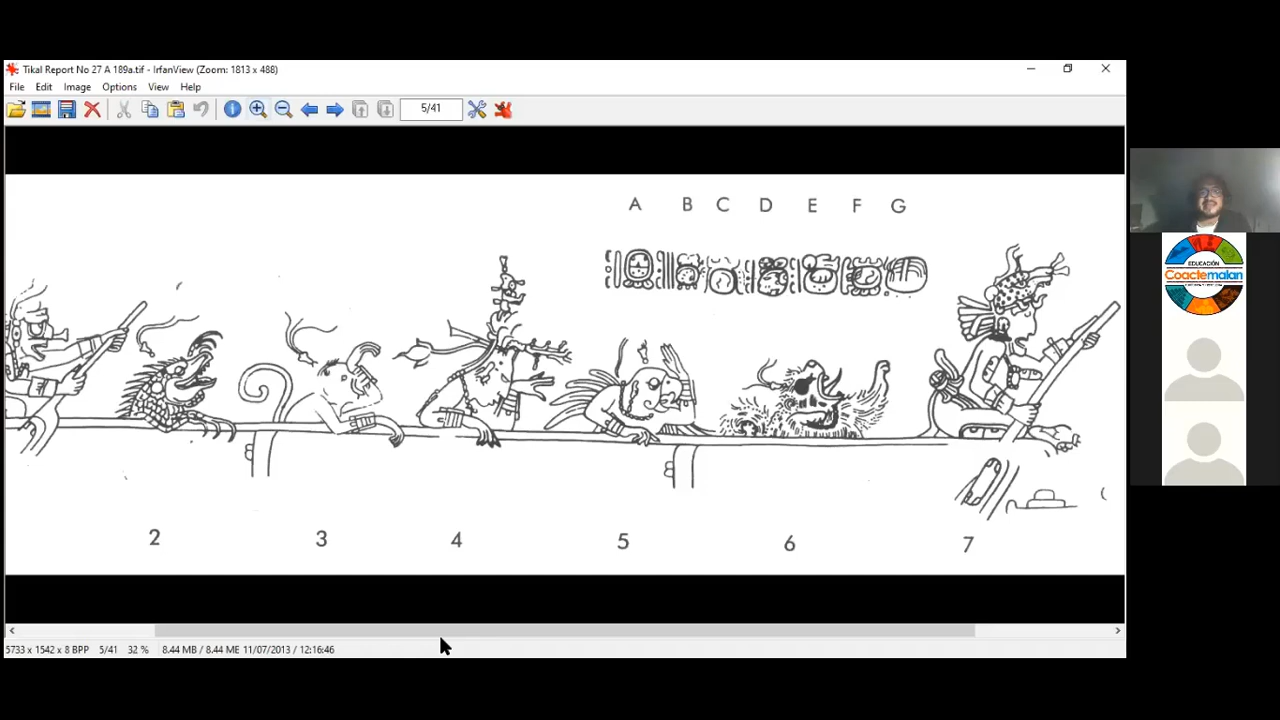 Tikal Report No 27 A 189a.tif - IrfanView (Zoom: 1813 x 488)
File Edit Image Options View Help
5/41
A B C D E F G
2 3 4 5 6 7
5733 x 1542 x 8 BPP 5/41 32 % 8.44 MB / 8.44 ME 11/07/2013 / 12:16:46
EDUCACIÓN
Coactemalan